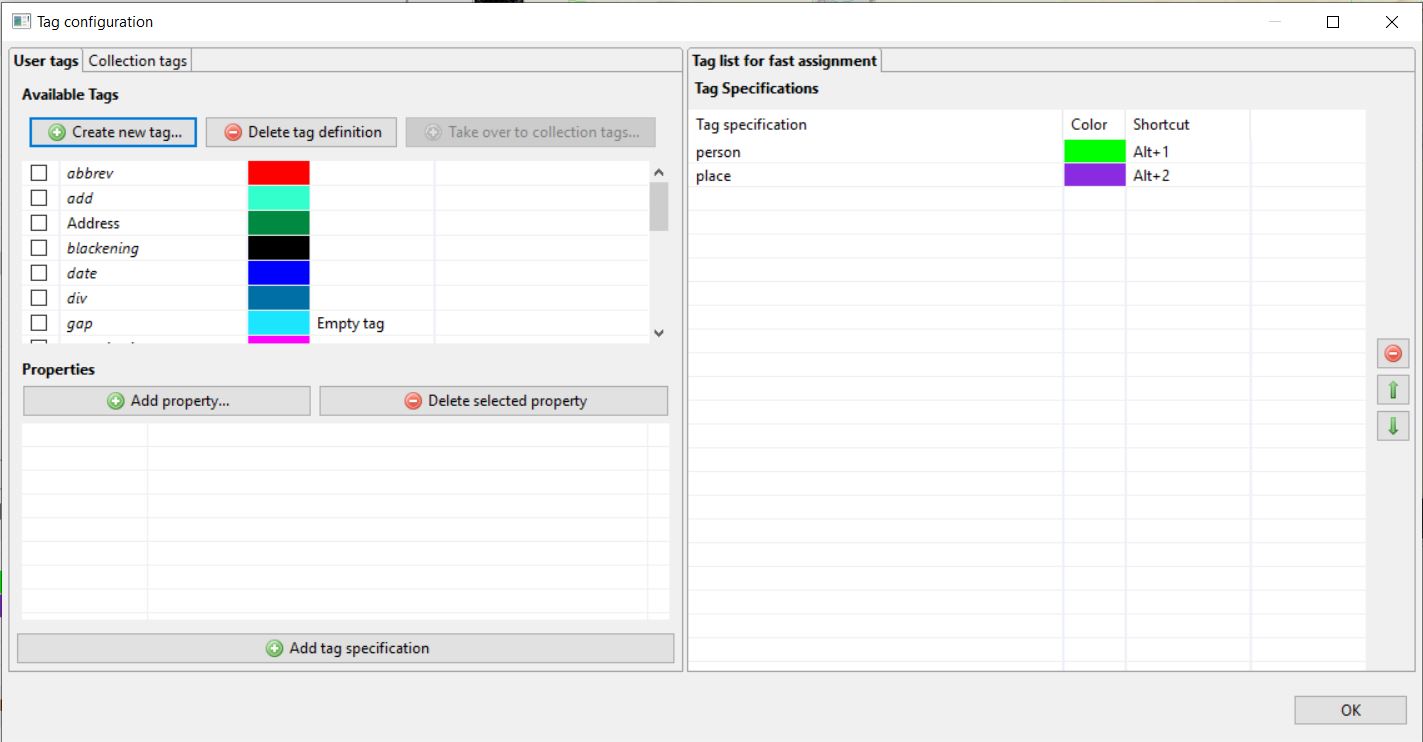 Tag configuration
User tags
Collection tags
Available Tags
Create new tag...
Delete tag definition
Take over to collection tags...
abbrev
add
Address
blackening
date
div
gap Empty tag
Properties
Add property...
Delete selected property
Add tag specification
Tag list for fast assignment
Tag Specifications
Tag specification Color Shortcut
person Alt+1
place Alt+2
OK